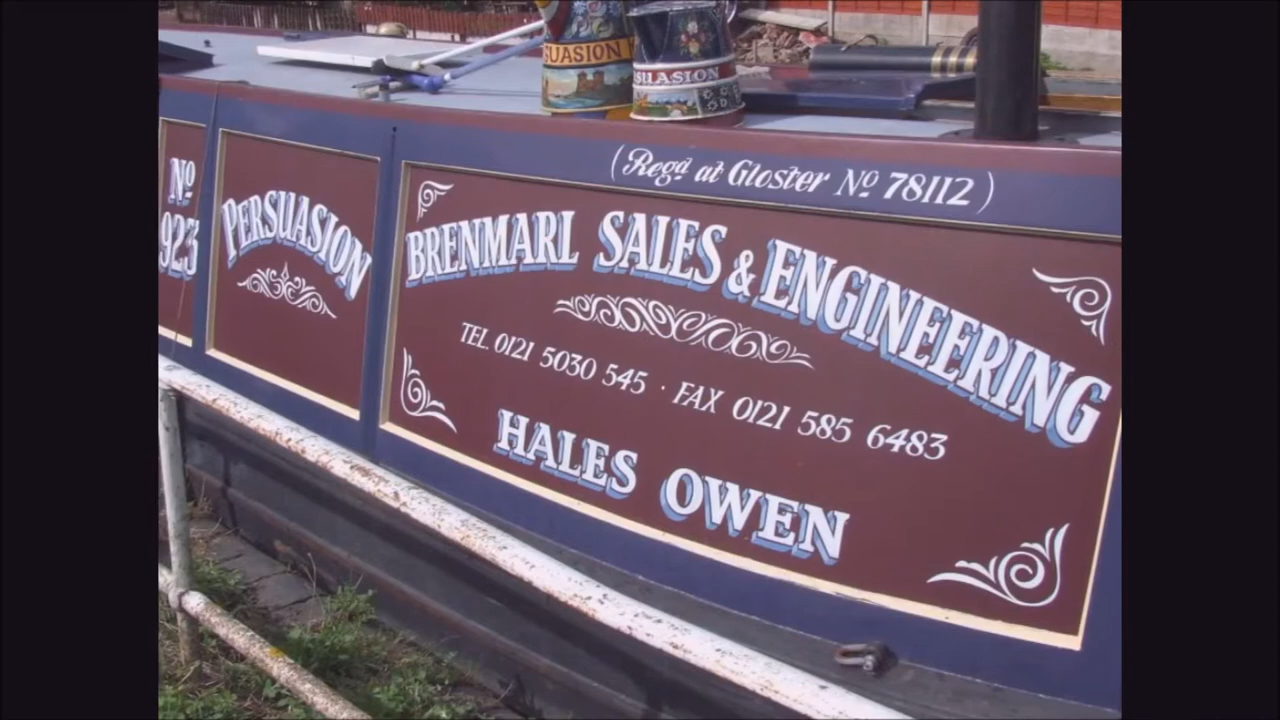 SUASION
SUASION
(Regd at Gloster No 78112)
No
923
PERSUASION
BRENMARL SALES & ENGINEERING
TEL. 0121 5030 545 · FAX 0121 585 6483
HALES OWEN